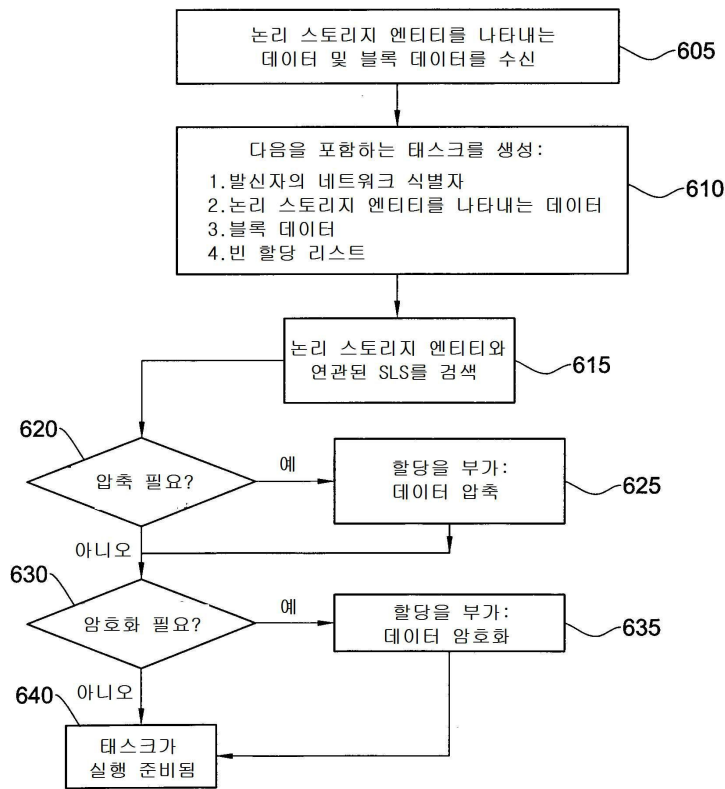 논리 스토리지 엔티티를 나타내는
데이터 및 블록 데이터를 수신
605
다음을 포함하는 태스크를 생성:
1.발신자의 네트워크 식별자
2.논리 스토리지 엔티티를 나타내는 데이터
3.블록 데이터
4.빈 할당 리스트
610
논리 스토리지 엔티티와
연관된 SLS를 검색
615
620
압축 필요?
예
할당을 부가:
데이터 압축
625
아니오
630
암호화 필요?
예
할당을 부가:
데이터 암호화
635
아니오
640
태스크가
실행 준비됨